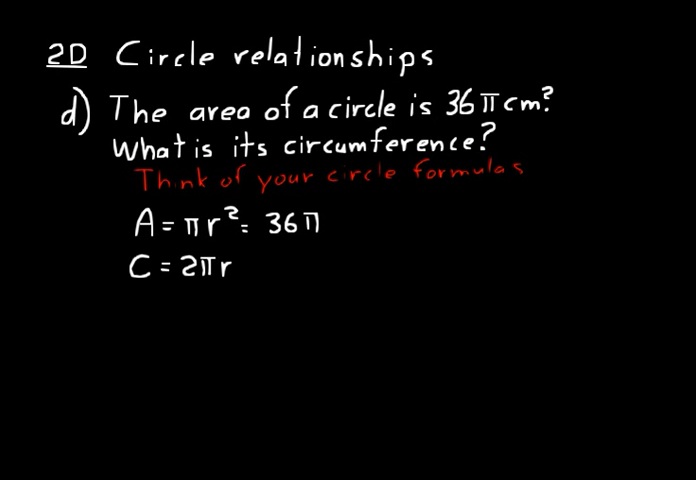 2D Circle relationships
d) The area of a circle is 36π cm²
What is its circumference?
Think of your circle formulas
A = πr² = 36π
C = 2πr